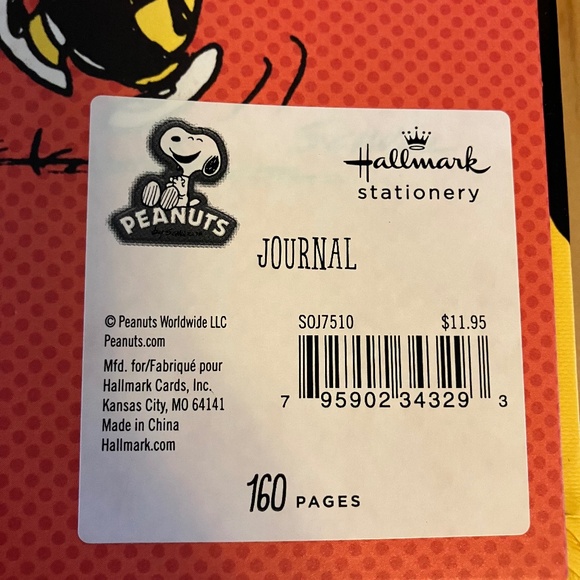 PEANUTS
Hallmark
stationery
JOURNAL
© Peanuts Worldwide LLC
Peanuts.com
Mfd. for/Fabriqué pour
Hallmark Cards, Inc.
Kansas City, MO 64141
Made in China
Hallmark.com
SOJ7510 $11.95
7 95902 34329 3
160 PAGES